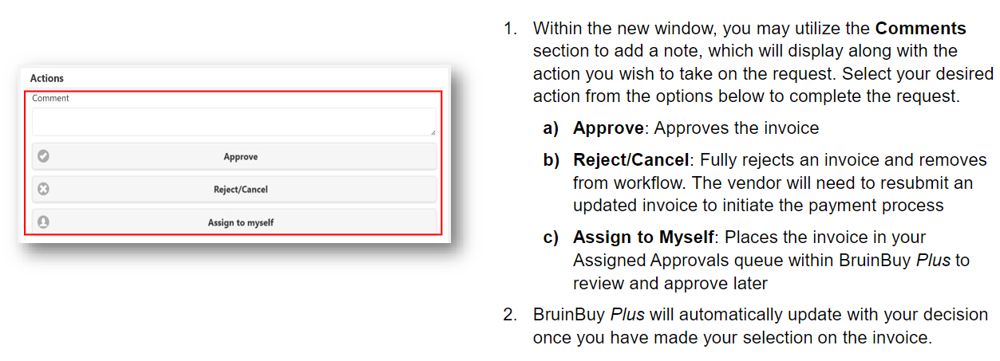 Actions
Comment
Approve
Reject/Cancel
Assign to myself
1. Within the new window, you may utilize the Comments
section to add a note, which will display along with the
action you wish to take on the request. Select your desired
action from the options below to complete the request.
a) Approve: Approves the invoice
b) Reject/Cancel: Fully rejects an invoice and removes
from workflow. The vendor will need to resubmit an
updated invoice to initiate the payment process
c) Assign to Myself: Places the invoice in your
Assigned Approvals queue within BruinBuy Plus to
review and approve later
2. BruinBuy Plus will automatically update with your decision
once you have made your selection on the invoice.